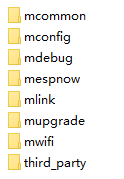 mcommon
mconfig
mdebug
mespnow
mlink
mupgrade
mwifi
third_party